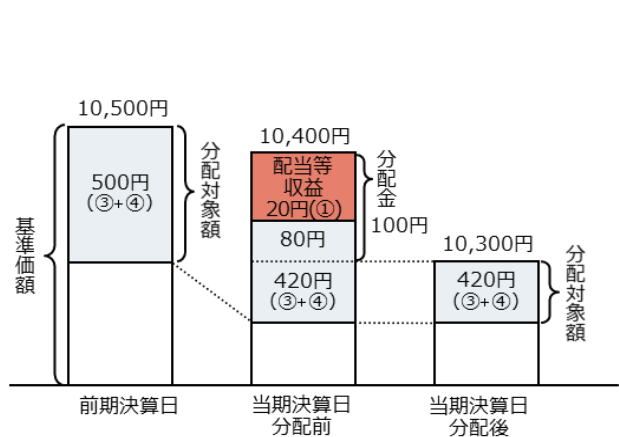 10,500円
500円
(③+④)
分配対象額
基準価額
前期決算日
10,400円
配当等
収益
20円(①)
80円
420円
(③+④)
分配金
100円
当期決算日
分配前
10,300円
420円
(③+④)
分配対象額
当期決算日
分配後